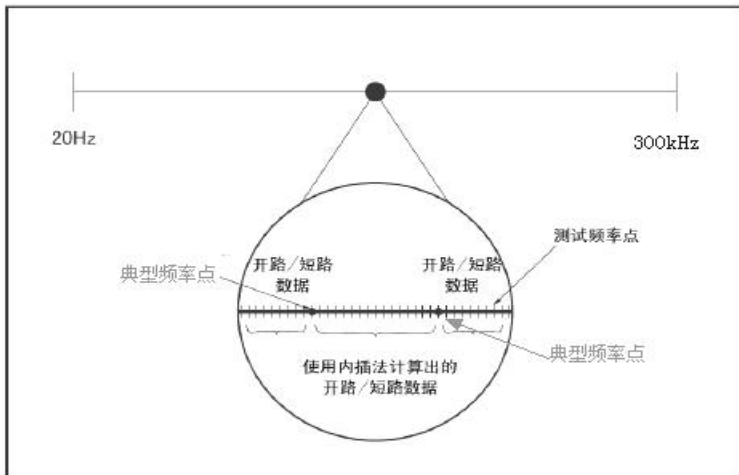 20Hz
300kHz
测试频率点
开路/短路
数据
开路/短路
数据
典型频率点
典型频率点
使用内插法计算出的
开路/短路数据